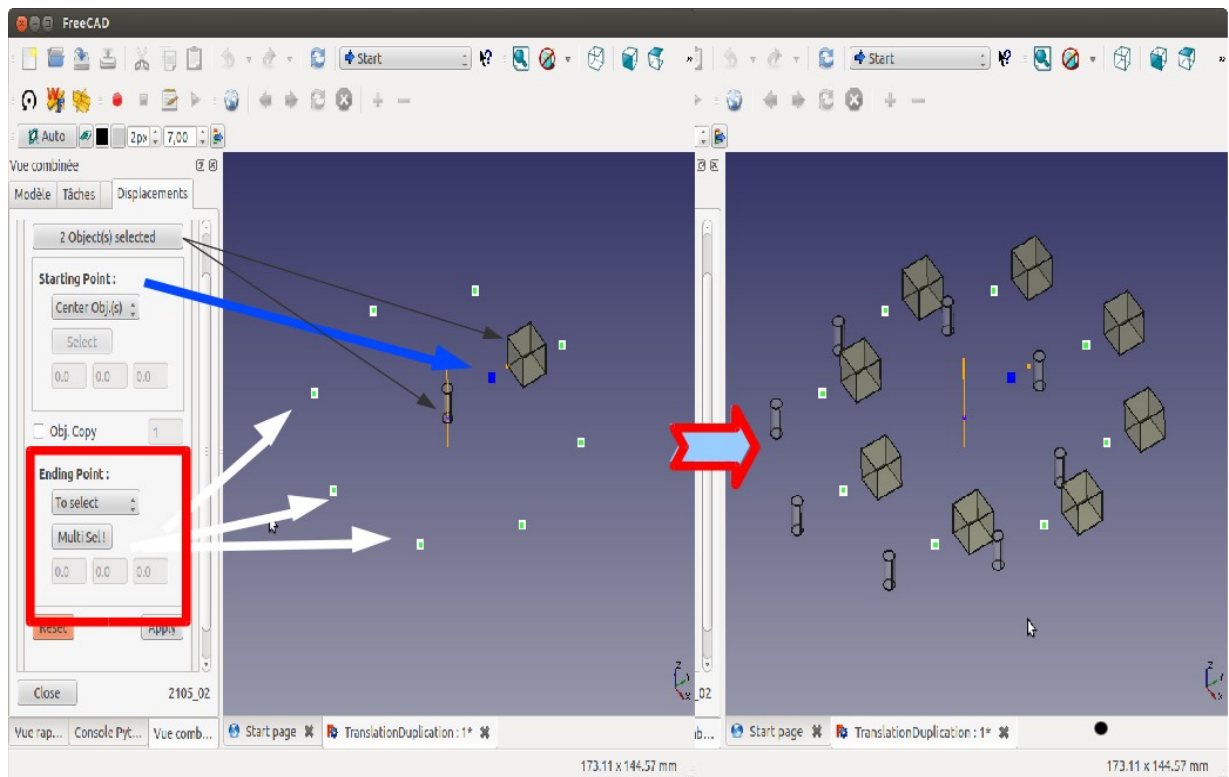 FreeCAD
Start
Start
Auto
2px
7,00
Vue combinée
Modèle
Tâches
Displacements
2 Object(s) selected
Starting Point :
Center Obj.(s)
Select
0.0
0.0
0.0
Obj. Copy
1
Ending Point :
To select
Multi Sel !
0.0
0.0
0.0
Reset
Apply
Close
2105_02
_02
z
y
x
z
y
x
Vue rap...
Console Pyt...
Vue comb...
Start page
TranslationDuplication : 1*
b...
Start page
TranslationDuplication : 1*
173.11 x 144.57 mm
173.11 x 144.57 mm